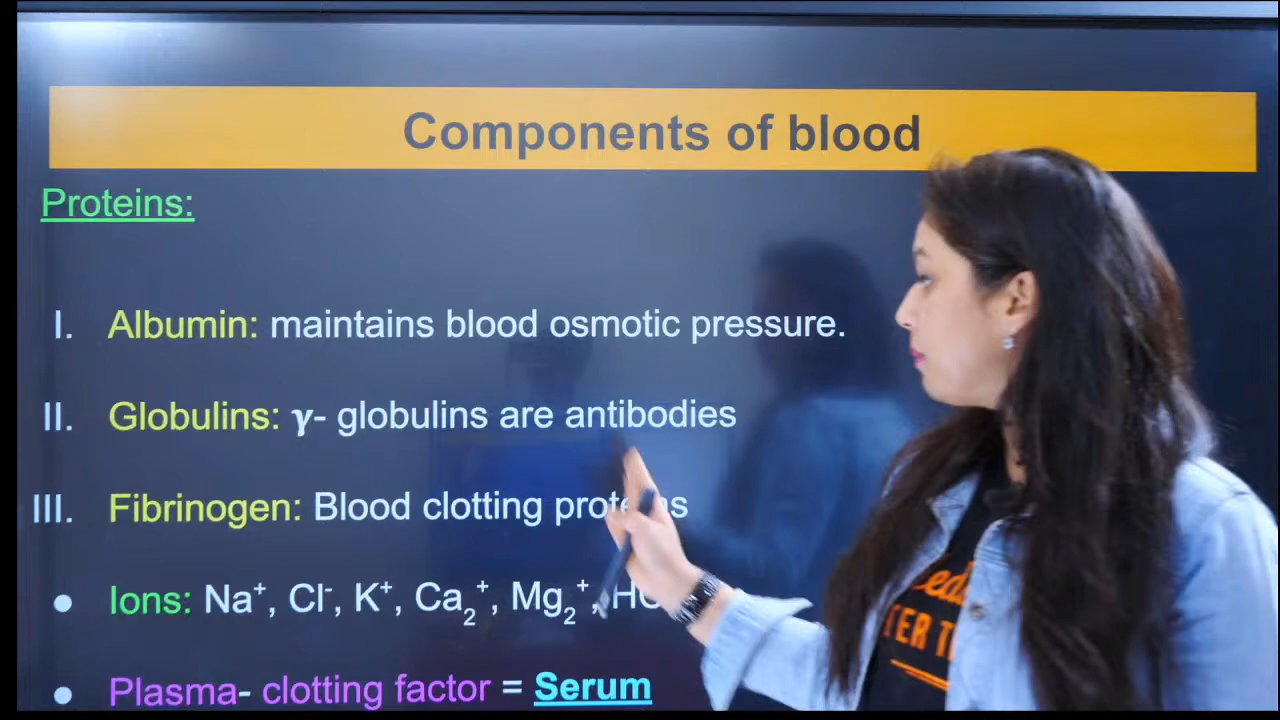 Components of blood
Proteins:
I. Albumin: maintains blood osmotic pressure.
II. Globulins: γ- globulins are antibodies
III. Fibrinogen: Blood clotting proteins
• Ions: Na⁺, Cl⁻, K⁺, Ca₂⁺, Mg₂⁺,
• Plasma- clotting factor = Serum